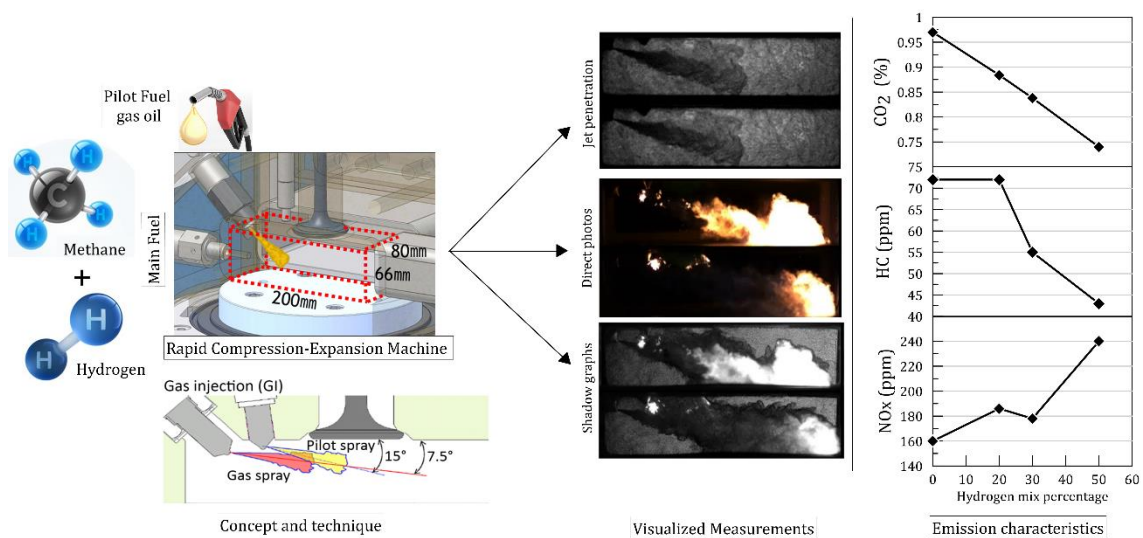 Pilot Fuel
gas oil
H
H
C
H
H
Methane
+
H
H
Hydrogen
Main Fuel
80mm
66mm
200mm
Rapid Compression-Expansion Machine
Gas injection (GI)
Pilot spray
Gas spray
15°
7.5°
Concept and technique
Jet penetration
Direct photos
Shadow graphs
Visualized Measurements
CO2 (%)
1
0.95
0.9
0.85
0.8
0.75
HC (ppm)
75
70
65
60
55
50
45
40
NOx (ppm)
240
220
200
180
160
140
0 10 20 30 40 50 60
Hydrogen mix percentage
Emission characteristics